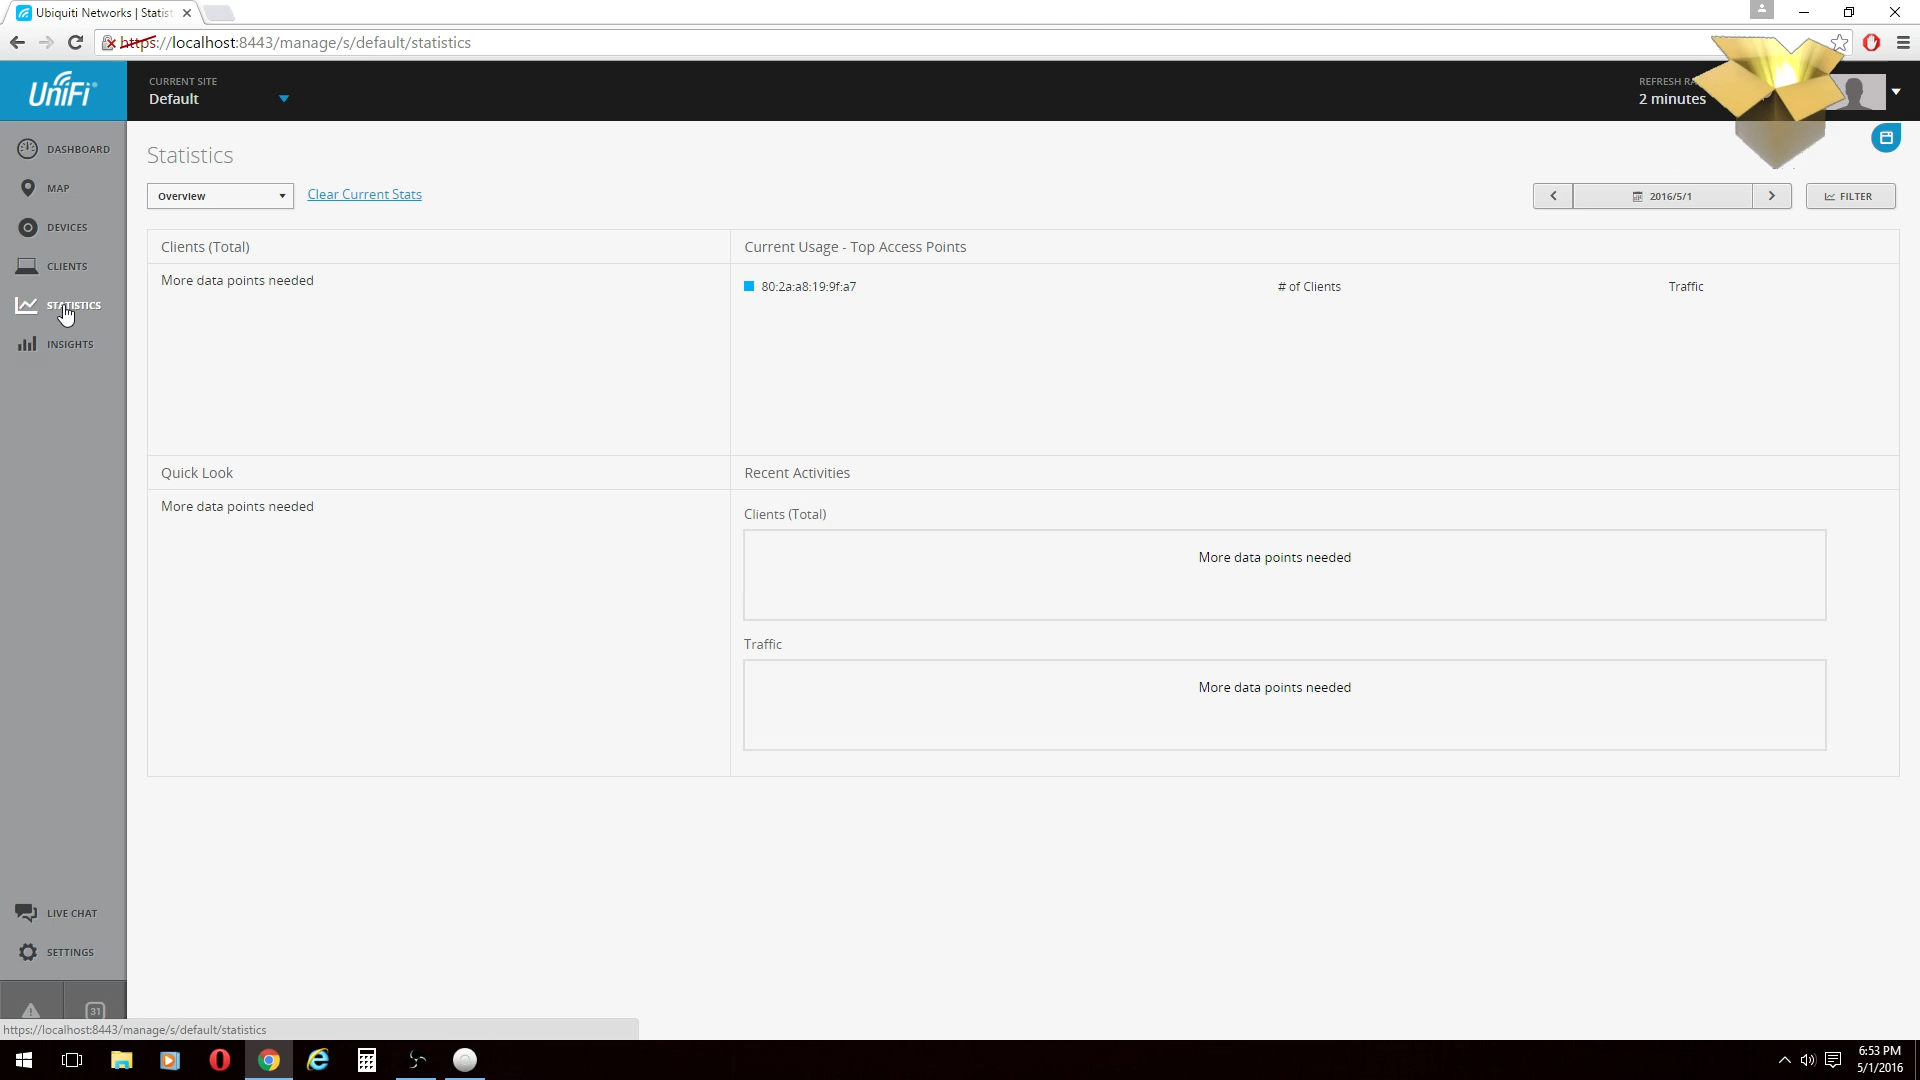 Ubiquiti Networks | Statist
https://localhost:8443/manage/s/default/statistics
UniFi
CURRENT SITE
Default
REFRESH RA
2 minutes
DASHBOARD
MAP
DEVICES
CLIENTS
STATISTICS
INSIGHTS
LIVE CHAT
SETTINGS
31
Statistics
Overview
Clear Current Stats
2016/5/1
FILTER
Clients (Total)
More data points needed
Current Usage - Top Access Points
80:2a:a8:19:9f:a7
# of Clients
Traffic
Quick Look
More data points needed
Recent Activities
Clients (Total)
More data points needed
Traffic
More data points needed
https://localhost:8443/manage/s/default/statistics
6:53 PM
5/1/2016